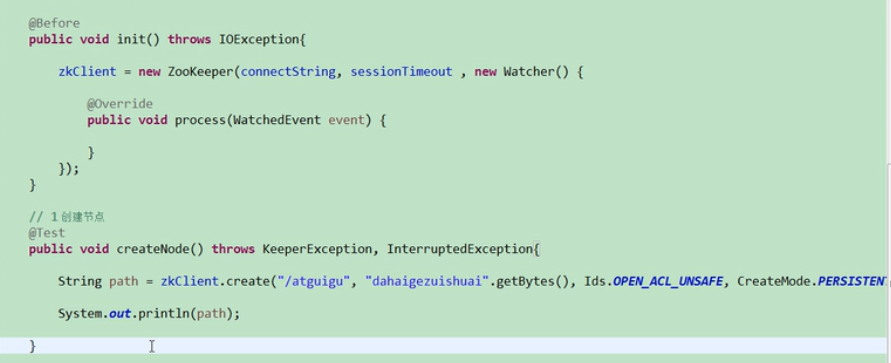 @Before
public void init() throws IOException{
zkClient = new ZooKeeper(connectString, sessionTimeout , new Watcher() {
@Override
public void process(WatchedEvent event) {
}
});
}
// 1 创建节点
@Test
public void createNode() throws KeeperException, InterruptedException{
String path = zkClient.create("/atguigu", "dahaigezuishuai".getBytes(), Ids.OPEN_ACL_UNSAFE, CreateMode.PERSISTEN
System.out.println(path);
}